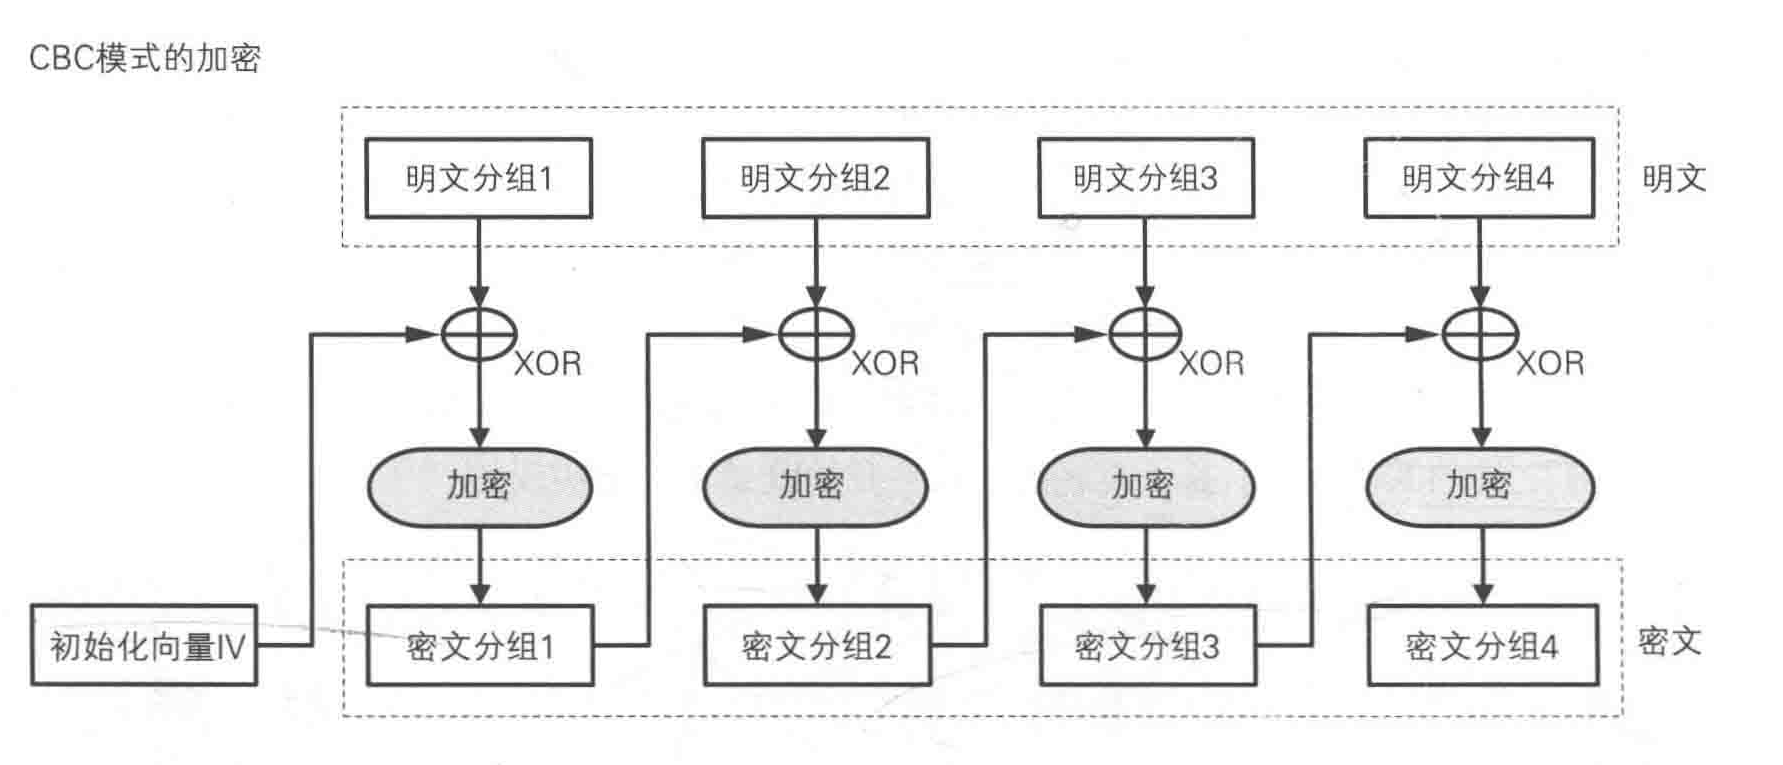 CBC模式的加密
明文分组1 明文分组2 明文分组3 明文分组4 明文
XOR XOR XOR XOR
加密 加密 加密 加密
初始化向量IV 密文分组1 密文分组2 密文分组3 密文分组4 密文